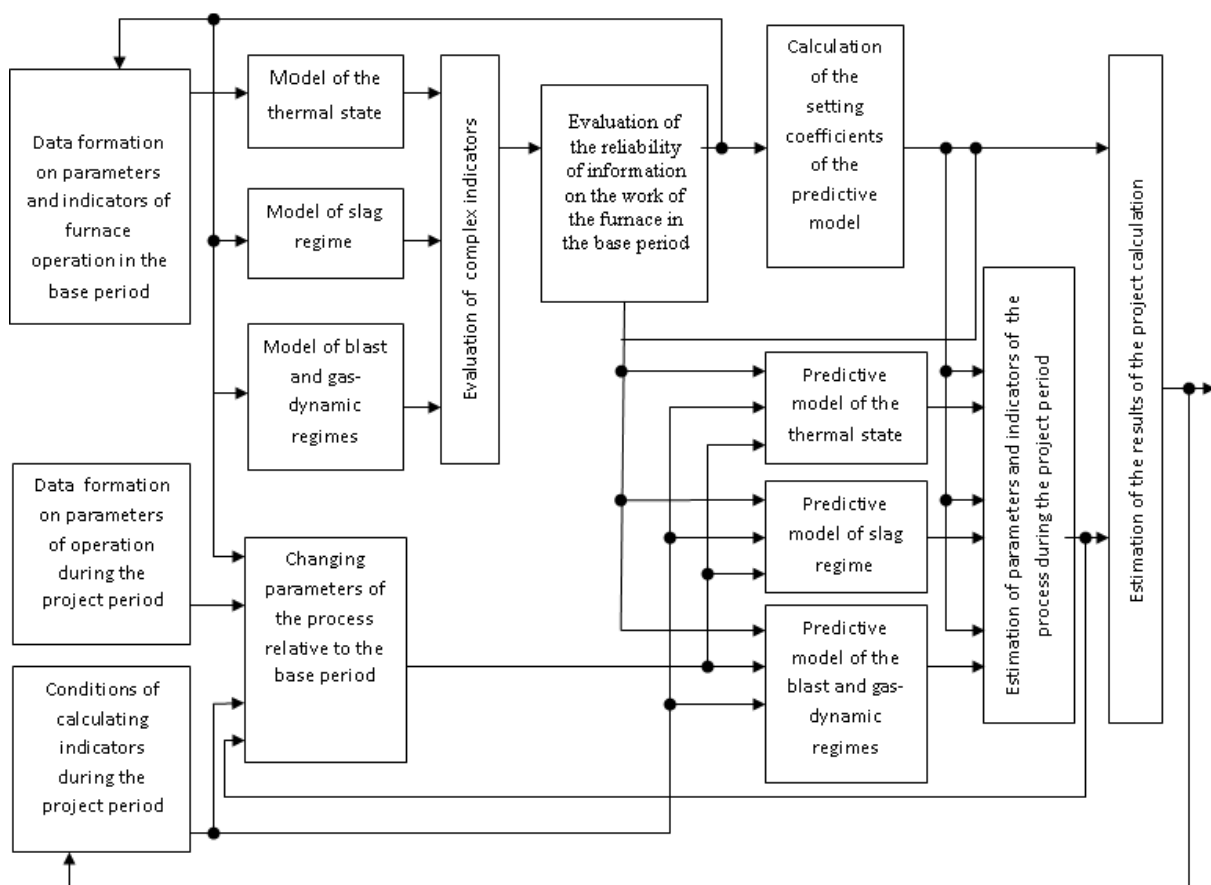 Data formation
on parameters
and indicators of
furnace
operation in the
base period
Model of the
thermal state
Model of slag
regime
Model of blast
and gas-
dynamic
regimes
Evaluation of  complex indicators
Evaluation of
the reliability
of information
on the work of
the furnace in
the base period
Calculation
of the
setting
coefficients
of the
predictive
model
Data  formation
on parameters
of operation
during the
project period
Conditions of
calculating
indicators
during the
project period
Changing
parameters of
the process
relative to the
base period
Predictive
model of the
thermal state
Predictive
model of slag
regime
Predictive
model of the
blast and gas-
dynamic
regimes
Estimation of parameters and indicators of the
process during the project period
Estimation of the results of the project calculation